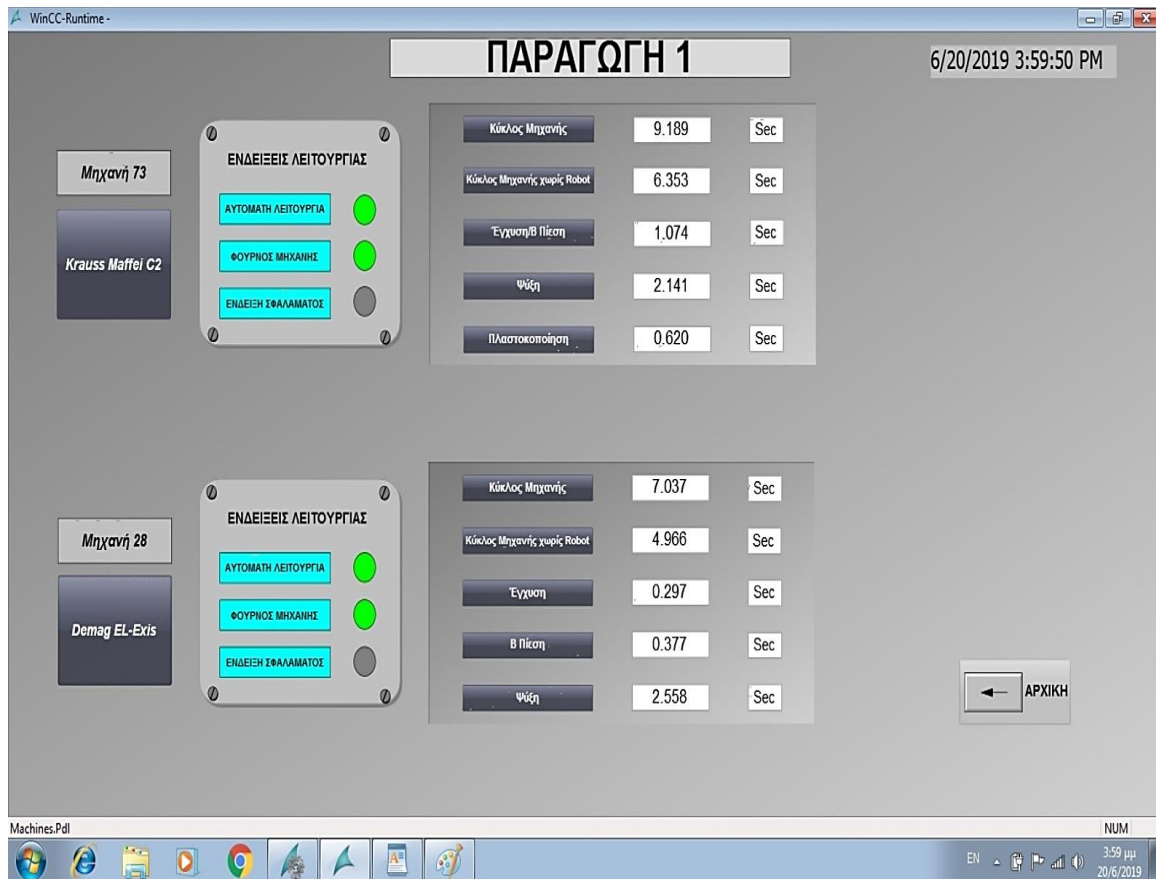 WinCC-Runtime -
ΠΑΡΑΓΩΓΗ 1
6/20/2019 3:59:50 PM
Μηχανή 73
Krauss Maffei C2
ΕΝΔΕΙΞΕΙΣ ΛΕΙΤΟΥΡΓΙΑΣ
ΑΥΤΟΜΑΤΗ ΛΕΙΤΟΥΡΓΙΑ
ΦΟΥΡΝΟΣ ΜΗΧΑΝΗΣ
ΕΝΔΕΙΞΗ ΣΦΑΛΑΜΑΤΟΣ
Κύκλος Μηχανής 9.189 Sec
Κύκλος Μηχανής χωρίς Robot 6.353 Sec
Έγχυση/Β Πίεση 1.074 Sec
Ψύξη 2.141 Sec
Πλαστοκοποίηση 0.620 Sec
Μηχανή 28
Demag EL-Exis
ΕΝΔΕΙΞΕΙΣ ΛΕΙΤΟΥΡΓΙΑΣ
ΑΥΤΟΜΑΤΗ ΛΕΙΤΟΥΡΓΙΑ
ΦΟΥΡΝΟΣ ΜΗΧΑΝΗΣ
ΕΝΔΕΙΞΗ ΣΦΑΛΑΜΑΤΟΣ
Κύκλος Μηχανής 7.037 Sec
Κύκλος Μηχανής χωρίς Robot 4.966 Sec
Έγχυση 0.297 Sec
Β Πίεση 0.377 Sec
Ψύξη 2.558 Sec
ΑΡΧΙΚΗ
Machines.Pdl
NUM
EN
3:59 μμ
20/6/2019